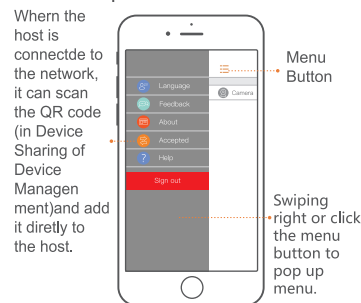 Whern the
host is
connectde to
the network,
it can scan
the QR code
(in Device
Sharing of
Device
Managen
ment)and add
it diretly to
the host.
Language
Feedback
About
Accepted
Help
Sign out
Camera
Menu
Button
Swiping
right or click
the menu
button to
pop up
menu.